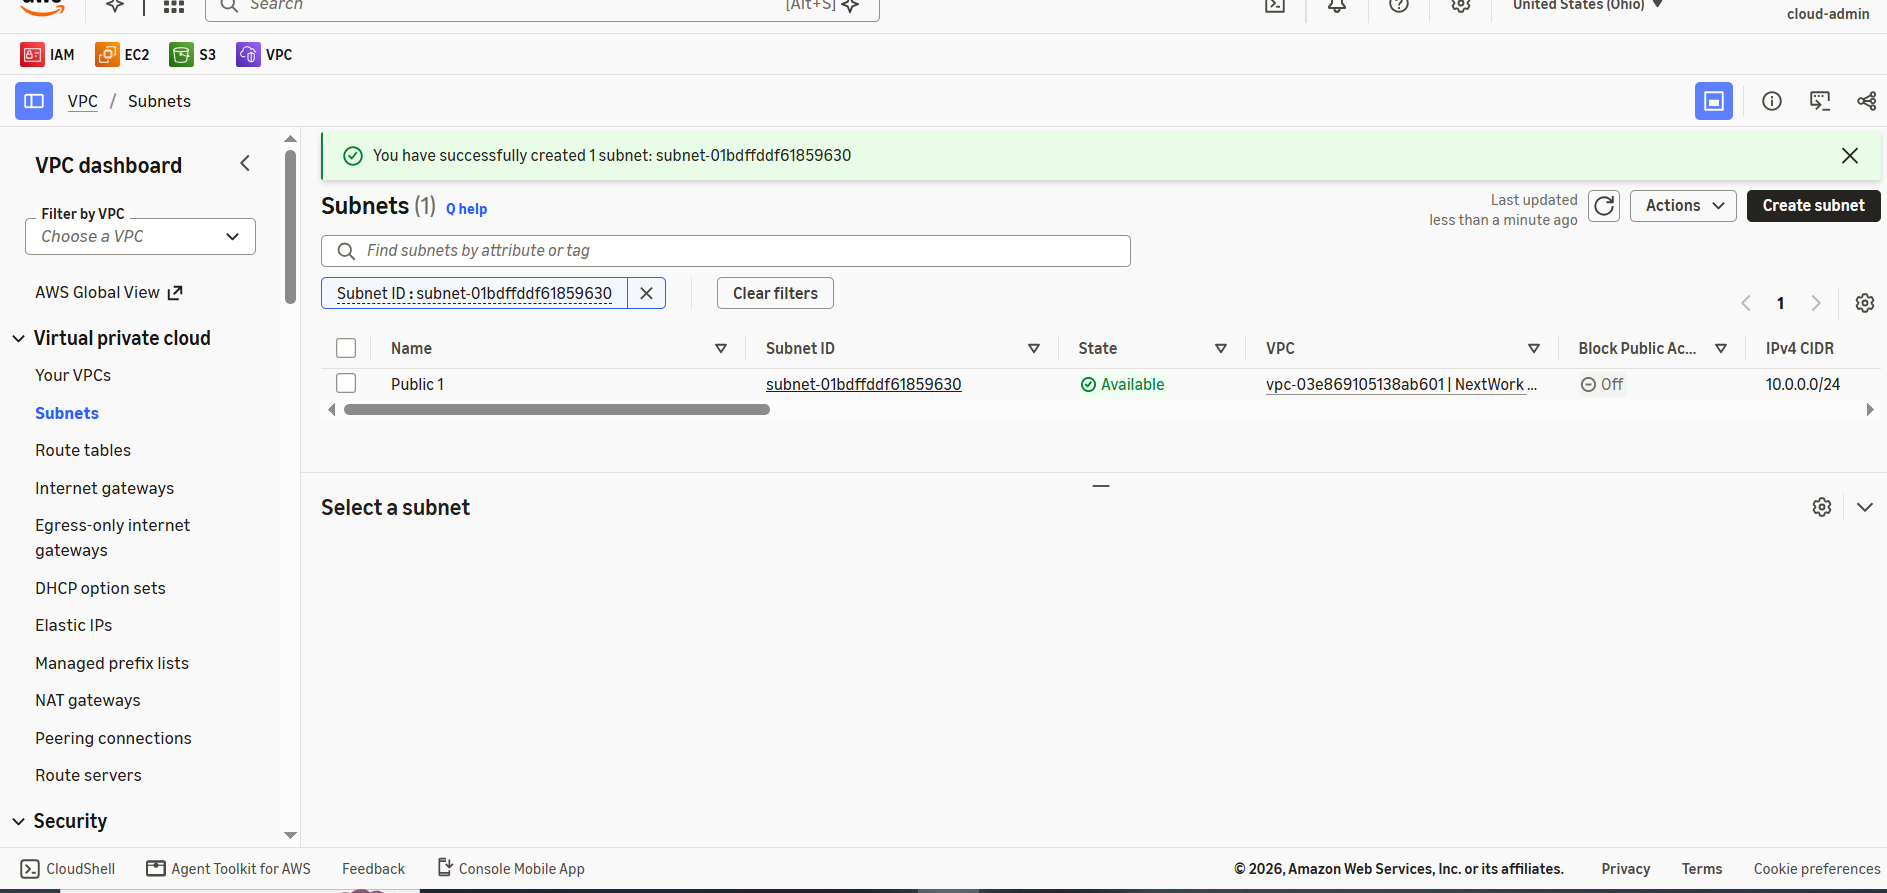 aws
Search
[Alt+S]
United States (Ohio)
cloud-admin
IAM
EC2
S3
VPC
VPC / Subnets
VPC dashboard
Filter by VPC
Choose a VPC
AWS Global View
Virtual private cloud
Your VPCs
Subnets
Route tables
Internet gateways
Egress-only internet
gateways
DHCP option sets
Elastic IPs
Managed prefix lists
NAT gateways
Peering connections
Route servers
Security
You have successfully created 1 subnet: subnet-01bdffddf61859630
Subnets (1) Q help
Last updated
less than a minute ago
Actions
Create subnet
Find subnets by attribute or tag
Subnet ID : subnet-01bdffddf61859630
Clear filters
1
Name Subnet ID State VPC Block Public Ac... IPv4 CIDR
Public 1 subnet-01bdffddf61859630 Available vpc-03e869105138ab601 | NextWork ... Off 10.0.0.0/24
Select a subnet
CloudShell Agent Toolkit for AWS Feedback Console Mobile App © 2026, Amazon Web Services, Inc. or its affiliates. Privacy Terms Cookie preferences